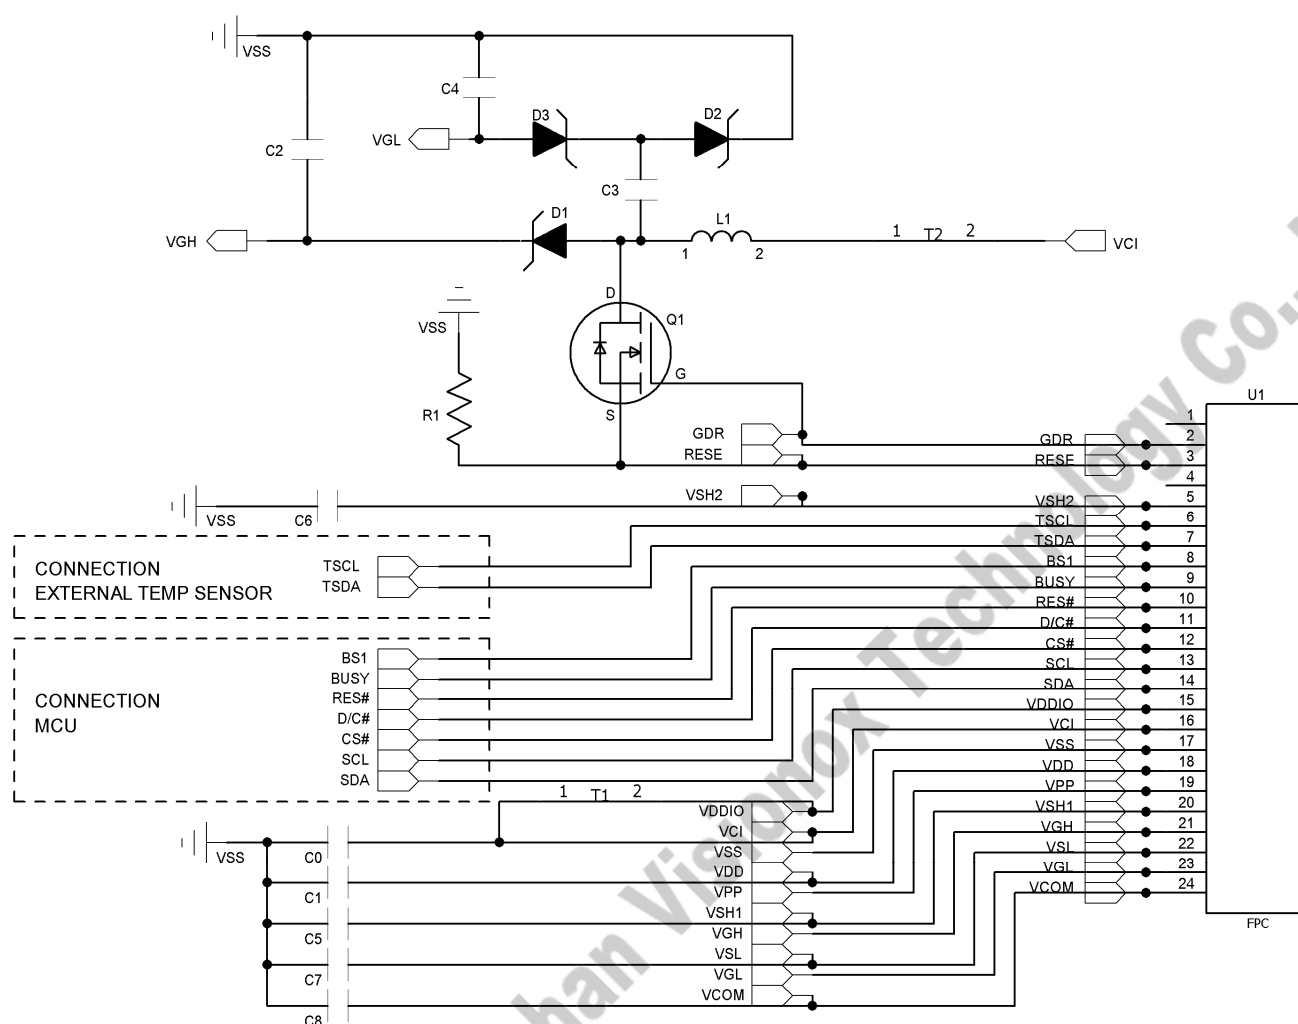 VSS
C4
D3
D2
VGL
C2
C3
D1
L1
VGH
1
2
1 T2 2
VCI
D
Q1
VSS
G
R1
S
U1
GDR
RESE
VSH2
VSS
C6
GDR
RESE
VSH2
TSCL
TSDA
BS1
BUSY
RES#
D/C#
CS#
SCL
SDA
VDDIO
VCI
VSS
VDD
VPP
VSH1
VGH
VSL
VGL
VCOM
1
2
3
4
5
6
7
8
9
10
11
12
13
14
15
16
17
18
19
20
21
22
23
24
FPC
CONNECTION
EXTERNAL TEMP SENSOR
TSCL
TSDA
CONNECTION
MCU
BS1
BUSY
RES#
D/C#
CS#
SCL
SDA
1 T1 2
VDDIO
VCI
VSS
VDD
VPP
VSH1
VGH
VSL
VGL
VCOM
VSS
C0
C1
C5
C7
C8
Visionox Technology Co.,